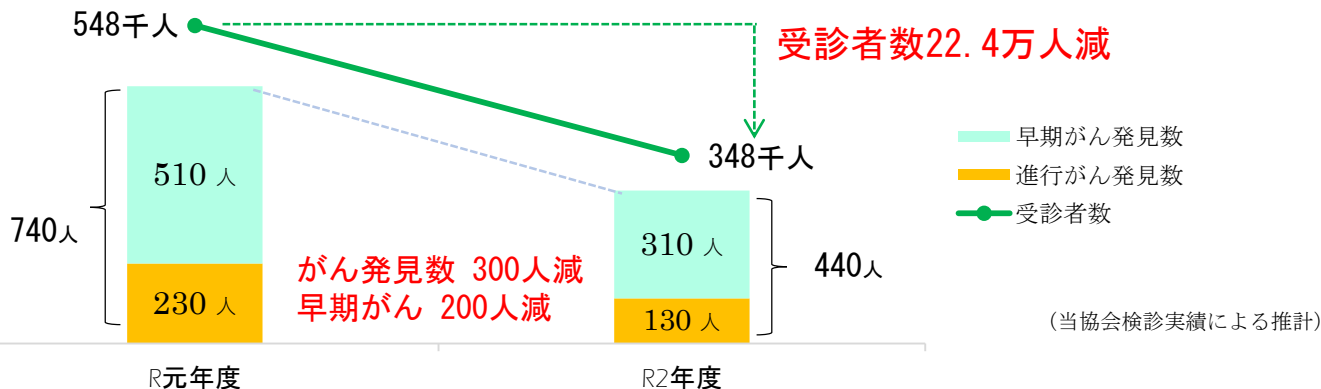 548千人
受診者数22.4万人減
348千人
早期がん発見数
進行がん発見数
受診者数
510 人
740人
310 人
440人
がん発見数 300人減
早期がん 200人減
230 人
130 人
(当協会検診実績による推計)
R元年度
R2年度